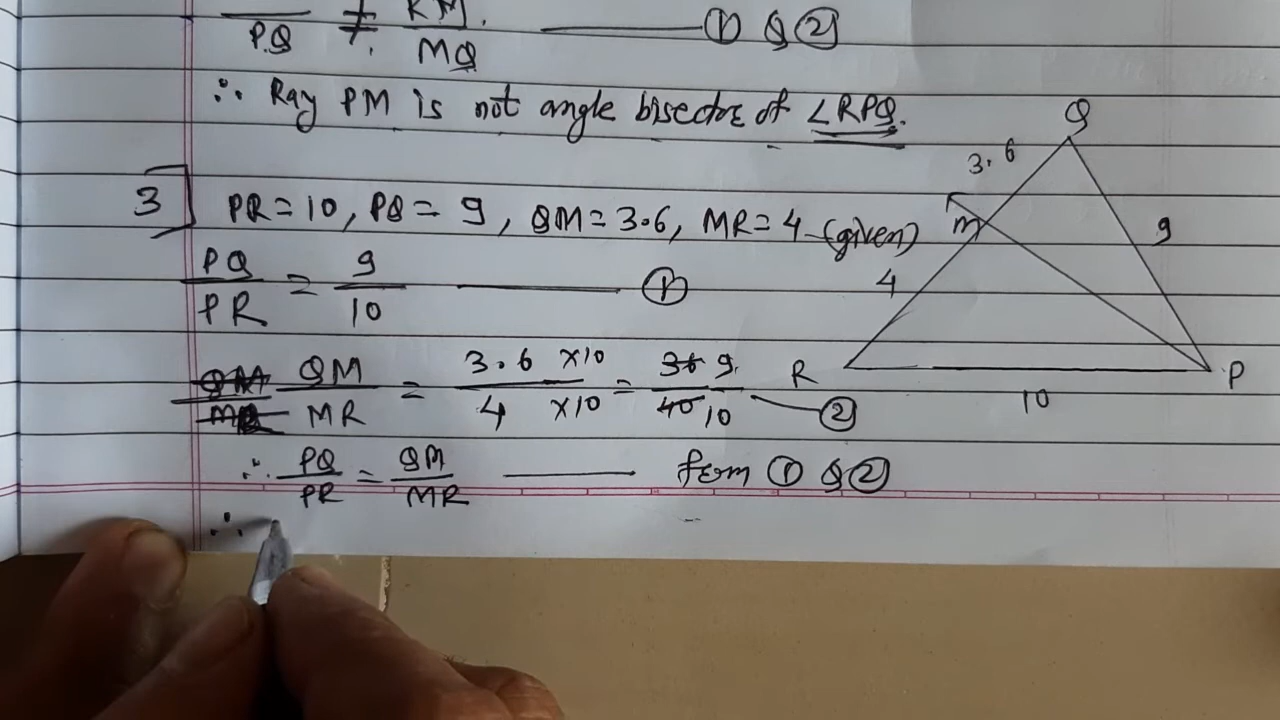 PQ ≠ RM. ——— ① & ②
MQ
∴ Ray PM is not angle bisectre of ∠RPQ.
3] PR = 10, PQ = 9, QM = 3.6, MR = 4 (given)
PQ/PR = 9/10 ——— ①
QM/MR = 3.6 ×10/4 ×10 = 36 9/40 10 ——— ②
∴ PQ/PR = QM/MR ——— from ① & ②
∴
Q
3.6
M
9
4
R
P
10